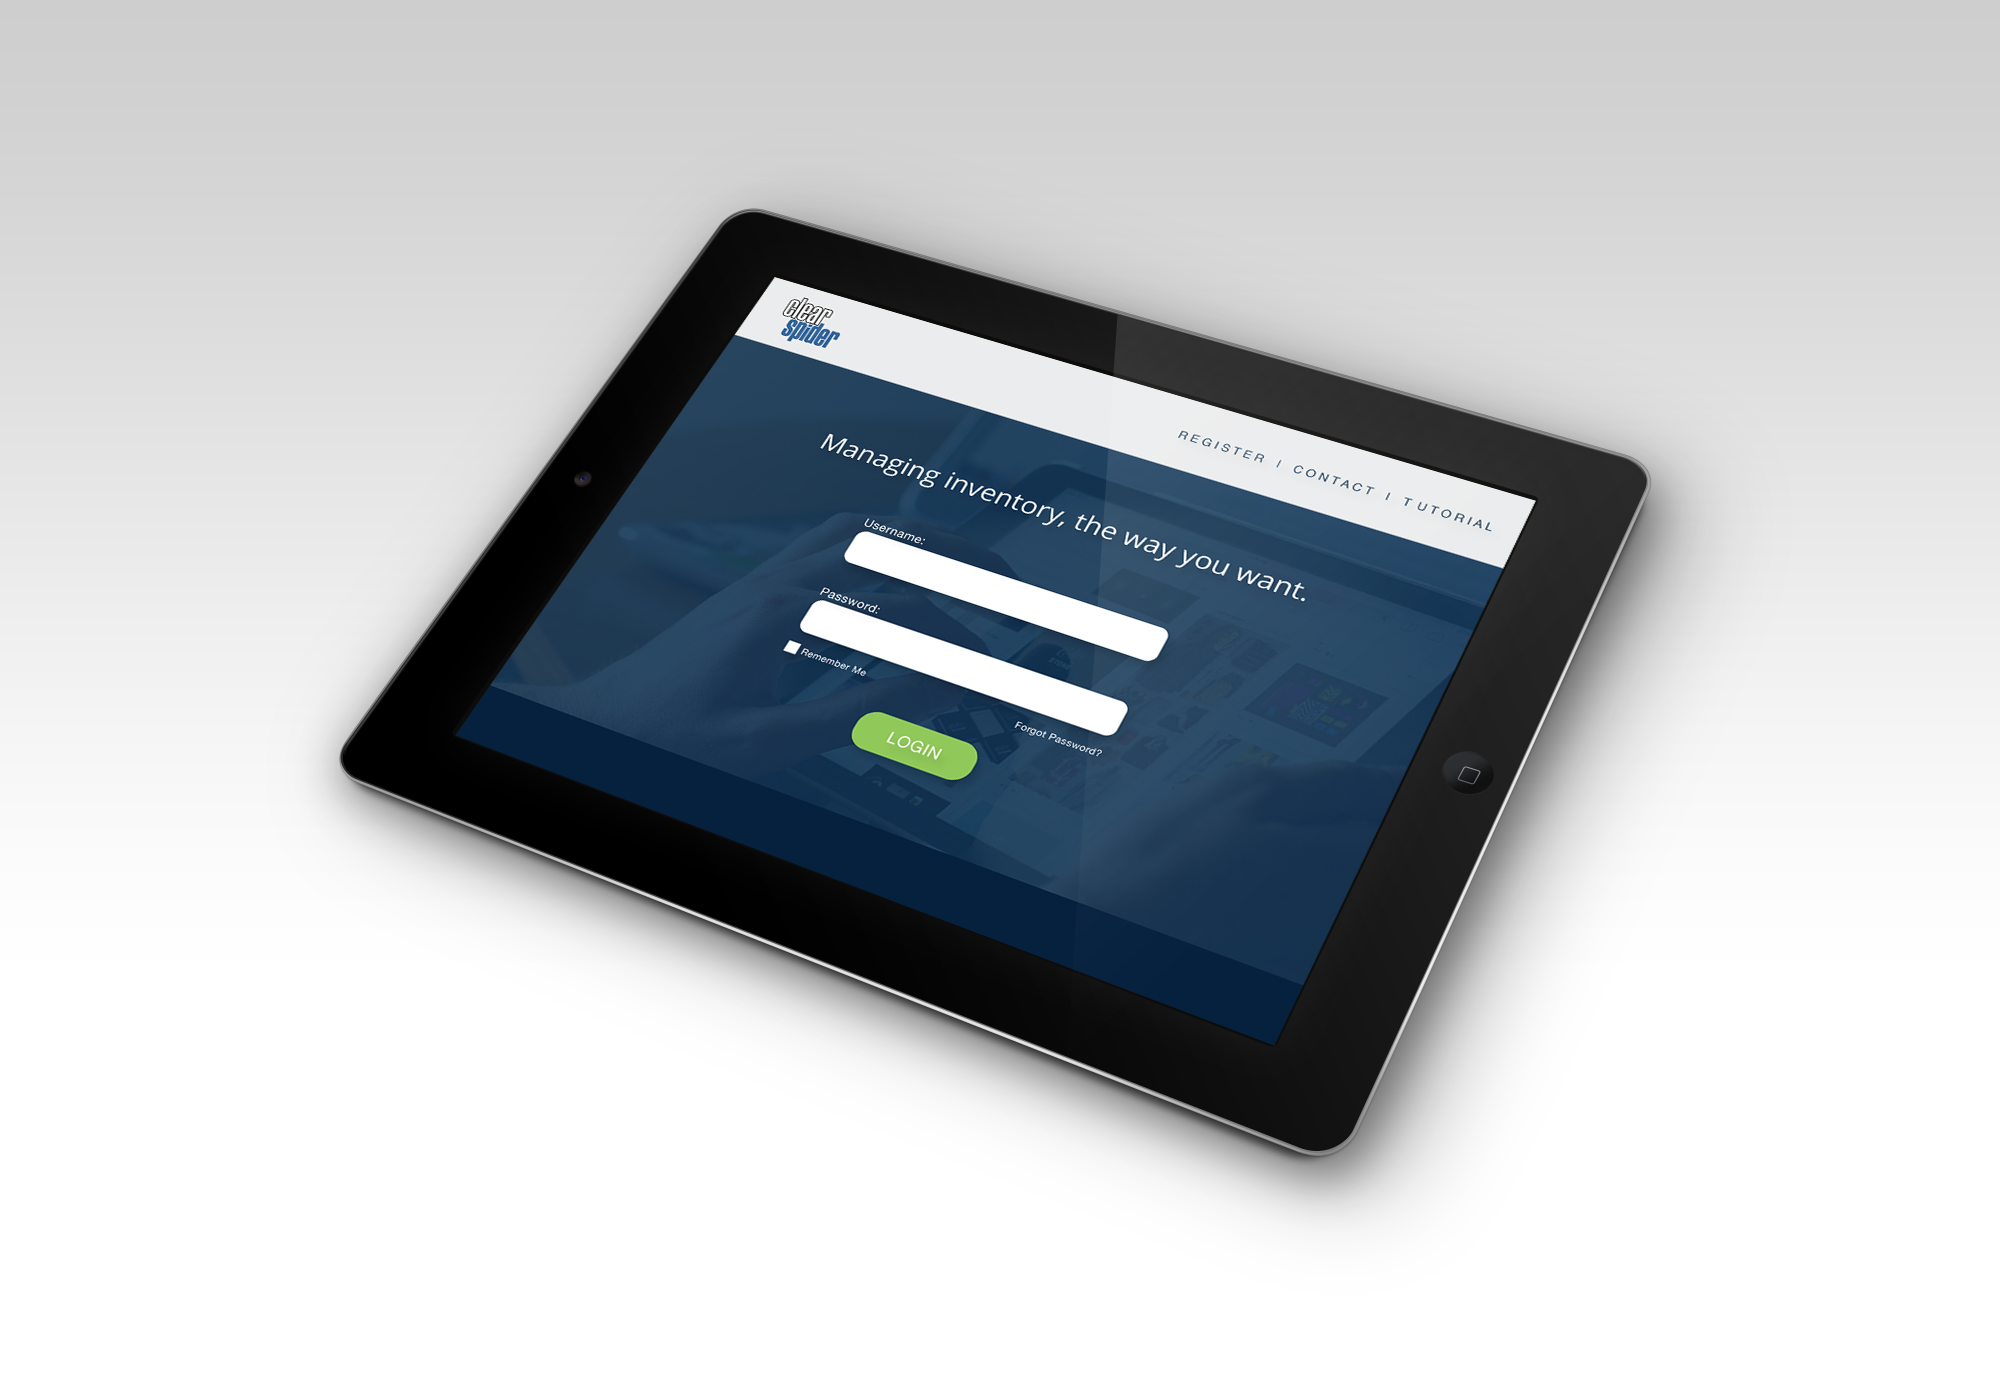 clear
spider
REGISTER | CONTACT | TUTORIAL
Managing inventory, the way you want.
Username:
Password:
Remember Me
Forgot Password?
LOGIN